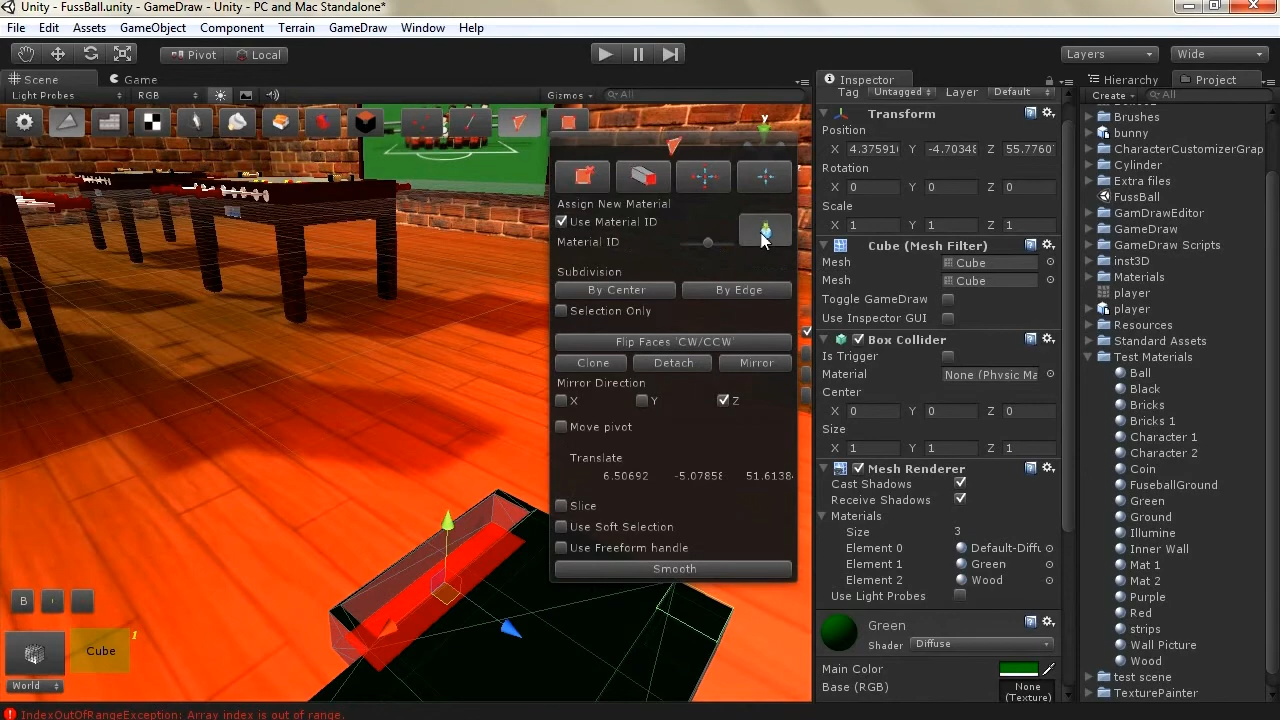 Unity - FussBall.unity - GameDraw - Unity - PC and Mac Standalone*
File Edit Assets GameObject Component Terrain GameDraw Window Help
Pivot Local Layers Wide
Scene Game
Light Probes RGB Gizmos All
y
Assign New Material
Use Material ID
Material ID
Subdivision
By Center By Edge
Selection Only
Flip Faces 'CW/CCW'
Clone Detach Mirror
Mirror Direction
X Y Z
Move pivot
Translate
6.50692 -5.0785 51.6138
Slice
Use Soft Selection
Use Freeform handle
Smooth
B
Cube 1
World
Inspector
Tag Untagged Layer Default
Transform
Position
X 4.37591 Y -4.70348 Z 55.7760
Rotation
X 0 Y 0 Z 0
Scale
X 1 Y 1 Z 1
Cube (Mesh Filter)
Mesh Cube
Mesh Cube
Toggle GameDraw
Use Inspector GUI
Box Collider
Is Trigger
Material None (Physic Ma
Center
X 0 Y 0 Z 0
Size
X 1 Y 1 Z 1
Mesh Renderer
Cast Shadows
Receive Shadows
Materials
Size 3
Element 0 Default-Diffu
Element 1 Green
Element 2 Wood
Use Light Probes
Green
Shader Diffuse
Main Color
Base (RGB) None
(Texture)
Hierarchy Project
Create All
Brushes
bunny
CharacterCustomizerGrap
Cylinder
Extra files
FussBall
GamDrawEditor
GameDraw
GameDraw Scripts
inst3D
Materials
player
player
Resources
Standard Assets
Test Materials
Ball
Black
Bricks
Bricks 1
Character 1
Character 2
Coin
FuseballGround
Green
Ground
Illumine
Inner Wall
Mat 1
Mat 2
Purple
Red
strips
Wall Picture
Wood
test scene
TexturePainter
IndexOutOfRangeException: Array index is out of range.